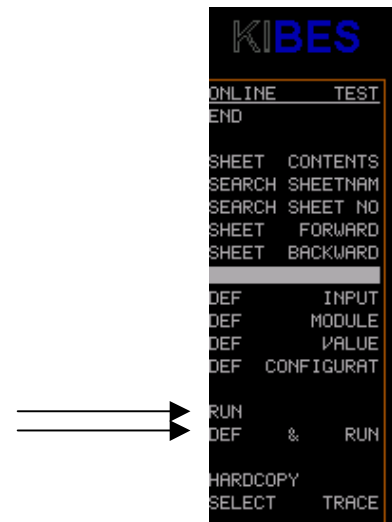 KIBES
ONLINE TEST
END
SHEET CONTENTS
SEARCH SHEETNAM
SEARCH SHEET NO
SHEET FORWARD
SHEET BACKWARD
DEF INPUT
DEF MODULE
DEF VALUE
DEF CONFIGURAT
RUN
DEF & RUN
HARDCOPY
SELECT TRACE